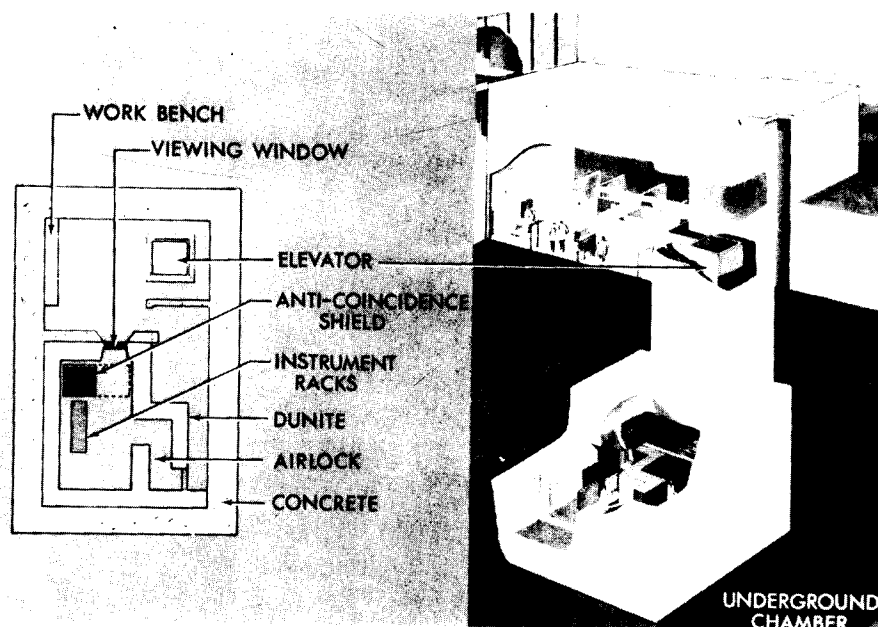 WORK BENCH
VIEWING WINDOW
ELEVATOR
ANTI-COINCIDENCE
SHIELD
INSTRUMENT
RACKS
DUNITE
AIRLOCK
CONCRETE
UNDERGROUND
CHAMBER